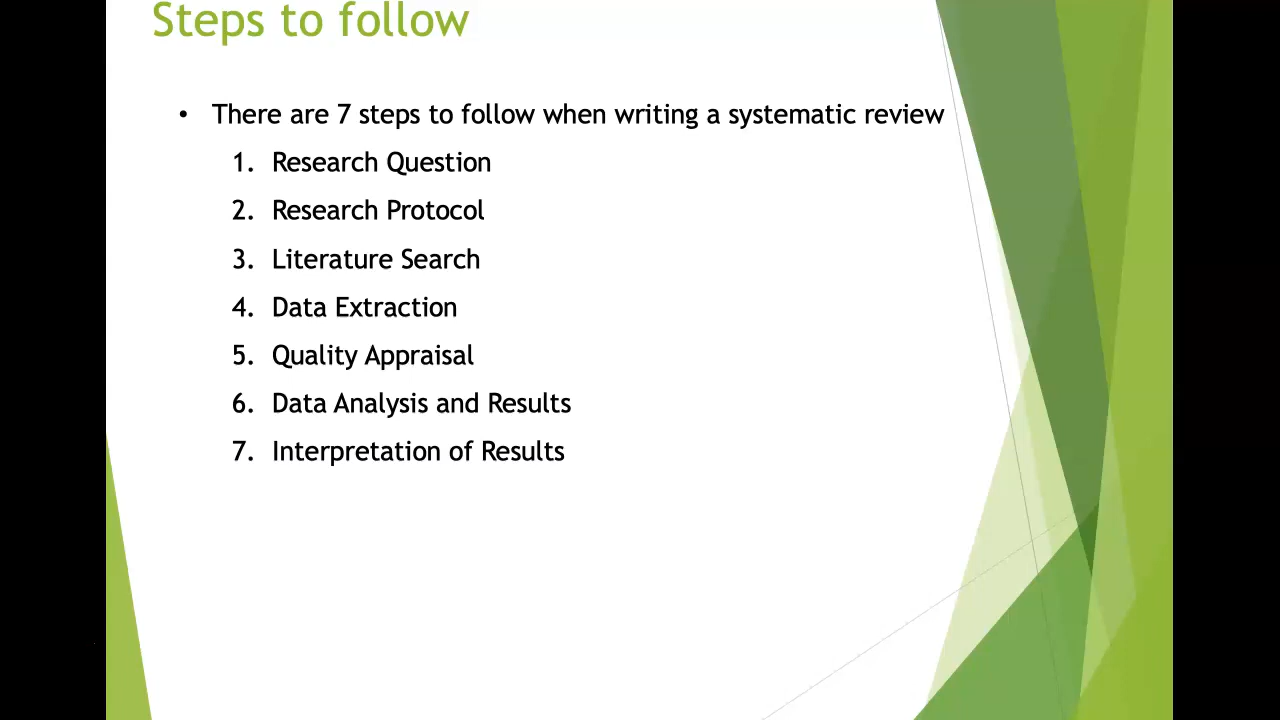 Steps to follow
• There are 7 steps to follow when writing a systematic review
1. Research Question
2. Research Protocol
3. Literature Search
4. Data Extraction
5. Quality Appraisal
6. Data Analysis and Results
7. Interpretation of Results